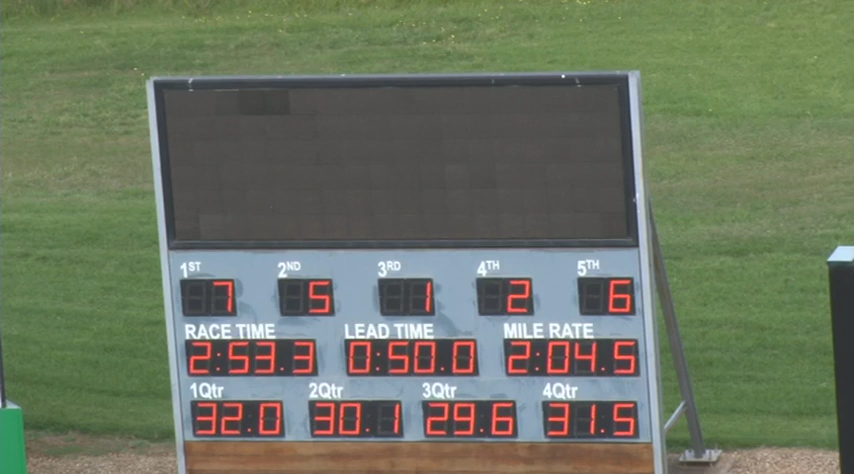 1ST 2ND 3RD 4TH 5TH
7 5 1 2 6
RACE TIME LEAD TIME MILE RATE
2:53.3 0:50.0 2:04.5
1Qtr 2Qtr 3Qtr 4Qtr
32.0 30.1 29.6 31.5